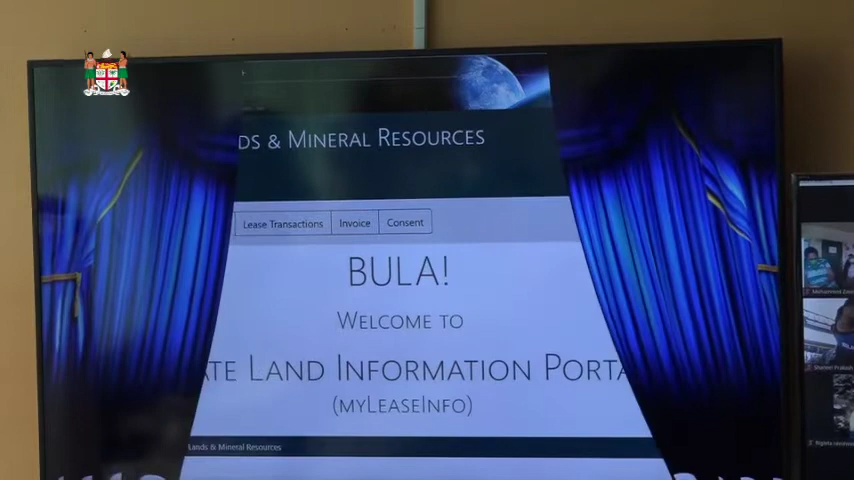 DS & MINERAL RESOURCES
Lease Transactions Invoice Consent
BULA!
WELCOME TO
ATE LAND INFORMATION PORTA
(MYLEASEINFO)
Lands & Mineral Resources